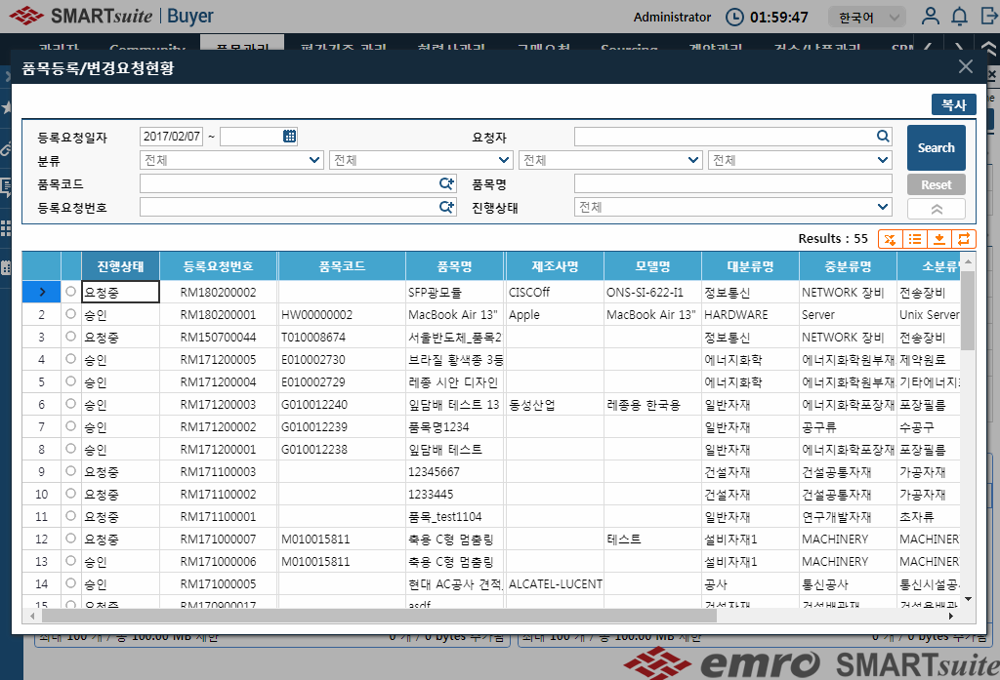 SMARTsuite | Buyer
Administrator 01:59:47 한국어
관리자 Community 품목관리 평가기준 관리 협력사관리 구매요청 Sourcing 계약관리 검수/납품관리 SRM
품목등록/변경요청현황
복사
등록요청일자 2017/02/07 ~ 요청자
Search
분류 전체 전체 전체 전체
품목코드 품목명
Reset
등록요청번호 진행상태 전체
Results : 55
진행상태 등록요청번호 품목코드 품목명 제조사명 모델명 대분류명 중분류명 소분류명
요청중 RM180200002 SFP광모듈 CISCOff ONS-SI-622-I1 정보통신 NETWORK 장비 전송장비
2 승인 RM180200001 HW00000002 MacBook Air 13" Apple MacBook Air 13" HARDWARE Server Unix Server
3 요청중 RM150700044 T010008674 서울반도체_품목2 정보통신 NETWORK 장비 전송장비
4 승인 RM171200005 E010002730 브라질 황색종 3등 에너지화학 에너지화학원부재 제약원료
5 승인 RM171200004 E010002729 레종 시안 디자인 에너지화학 에너지화학원부재 기타에너지
6 승인 RM171200003 G010012240 잎담배 테스트 13 동성산업 레종용 한국용 일반자재 에너지화학포장재 포장필름
7 승인 RM171200002 G010012239 품목명1234 일반자재 공구류 수공구
8 승인 RM171200001 G010012238 잎담배 테스트 일반자재 에너지화학포장재 포장필름
9 요청중 RM171100003 12345667 건설자재 건설공통자재 가공자재
10 요청중 RM171100002 1233445 건설자재 건설공통자재 가공자재
11 요청중 RM171100001 품목_test1104 일반자재 연구개발자재 초자류
12 요청중 RM171000007 M010015811 축용 C형 멈춤링 테스트 설비자재1 MACHINERY MACHINER
13 승인 RM171000006 M010015811 축용 C형 멈춤링 설비자재1 MACHINERY MACHINER
14 승인 RM171000005 현대 AC공사 견적 ALCATEL-LUCENT 공사 통신공사 통신시설공
15 요청중 RM170900017 asdf 건설자재 건설배관재 건설용배관
최대 100 개 / 총 100.00 MB 제한 0 개 / 0 bytes 추가됨 최대 100 개 / 총 100.00 MB 제한 0 개 / 0 bytes 추가됨
emro SMARTsuite